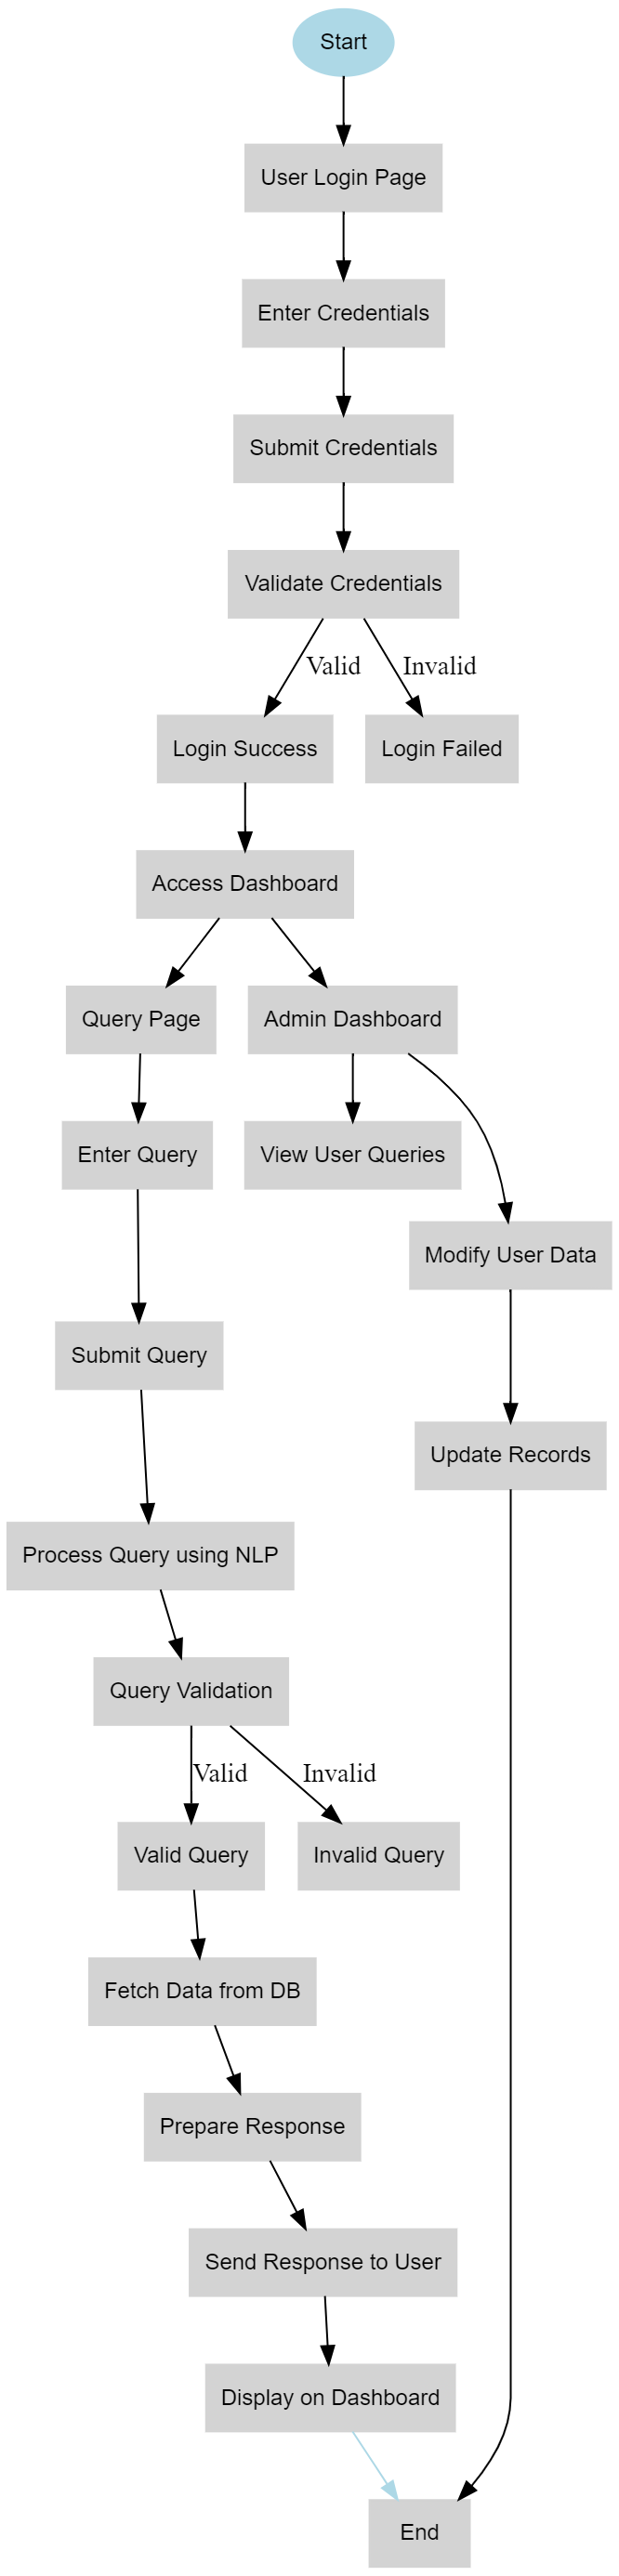 Start
User Login Page
Enter Credentials
Submit Credentials
Validate Credentials
Valid
Invalid
Login Success
Login Failed
Access Dashboard
Query Page
Admin Dashboard
Enter Query
View User Queries
Modify User Data
Submit Query
Update Records
Process Query using NLP
Query Validation
Valid
Invalid
Valid Query
Invalid Query
Fetch Data from DB
Prepare Response
Send Response to User
Display on Dashboard
End